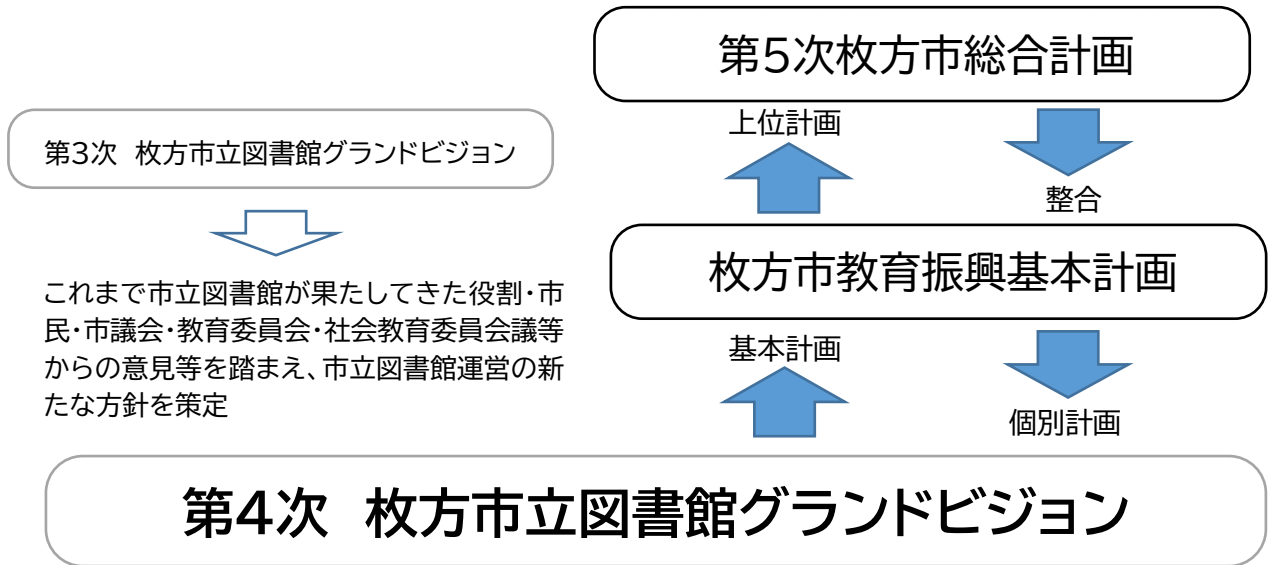 第5次枚方市総合計画
上位計画
整合
第3次 枚方市立図書館グランドビジョン
枚方市教育振興基本計画
これまで市立図書館が果たしてきた役割・市
民・市議会・教育委員会・社会教育委員会議等
からの意見等を踏まえ、市立図書館運営の新
たな方針を策定
基本計画
個別計画
第4次 枚方市立図書館グランドビジョン